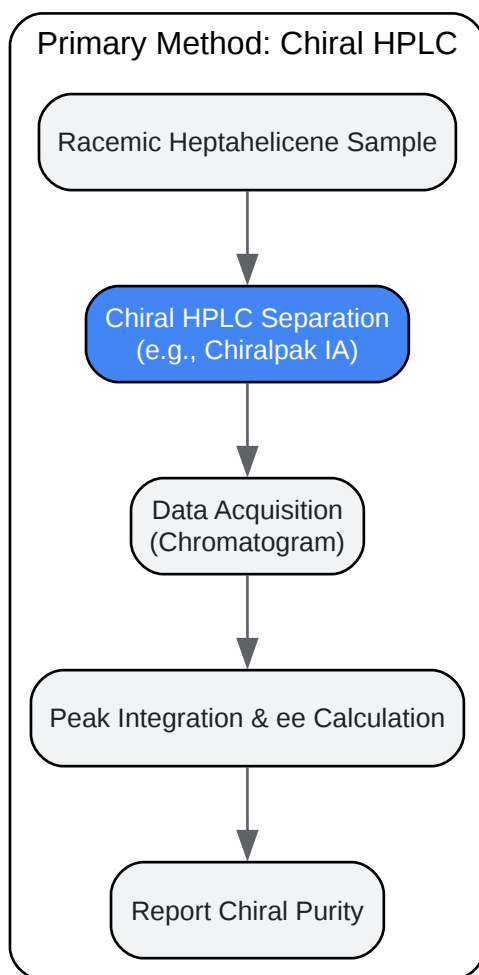 Primary Method: Chiral HPLC
Racemic Heptahelicene Sample
Chiral HPLC Separation
(e.g., Chiralpak IA)
Data Acquisition
(Chromatogram)
Peak Integration & ee Calculation
Report Chiral Purity